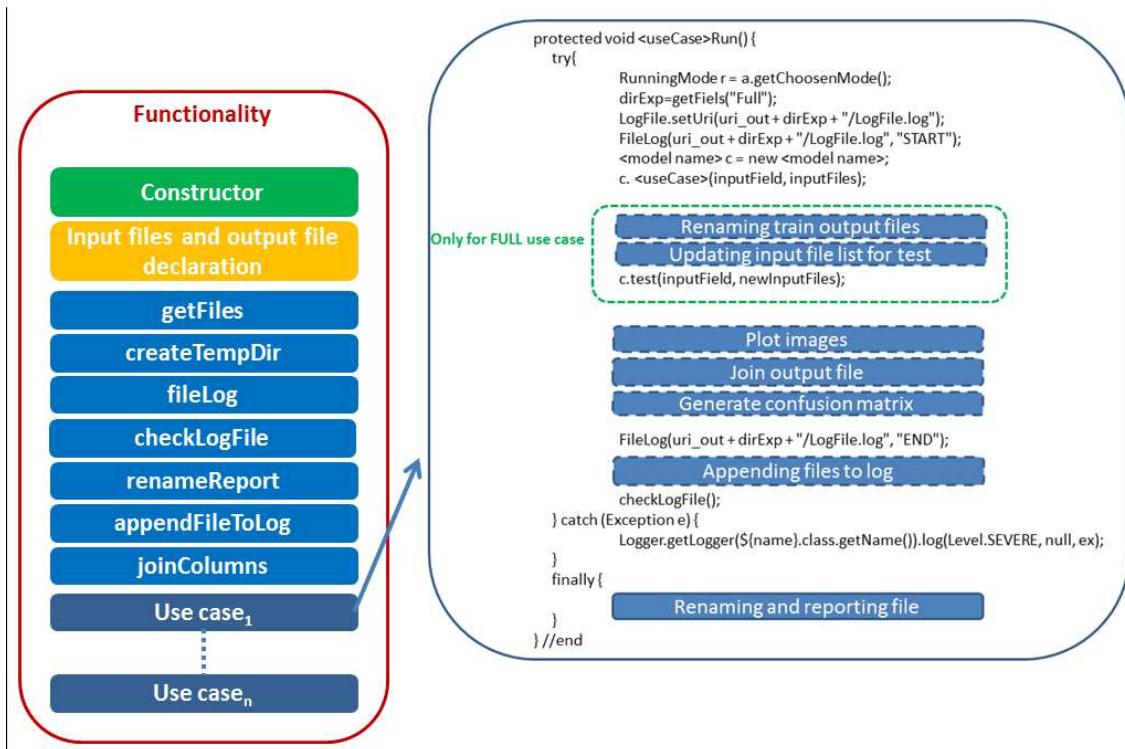 Functionality
Constructor
Input files and output file
declaration
getFiles
createTempDir
fileLog
checkLogFile
renameReport
appendFileToLog
joinColumns
Use case1
Use casen
protected void <useCase>Run() {
try{
RunningMode r = a.getChoosenMode();
dirExp=getFiels("Full");
LogFile.setUri(uri_out + dirExp + "/LogFile.log");
FileLog(uri_out + dirExp + "/LogFile.log", "START");
<model name> c = new <model name>;
c. <useCase>(inputField, inputFiles);
Only for FULL use case
Renaming train output files
Updating input file list for test
c.test(inputField, newInputFiles);
Plot images
Join output file
Generate confusion matrix
FileLog(uri_out + dirExp + "/LogFile.log", "END");
Appending files to log
checkLogFile();
} catch (Exception e) {
Logger.getLogger(${name}.class.getName()).log(Level.SEVERE, null, ex);
}
finally {
Renaming and reporting file
}
} //end